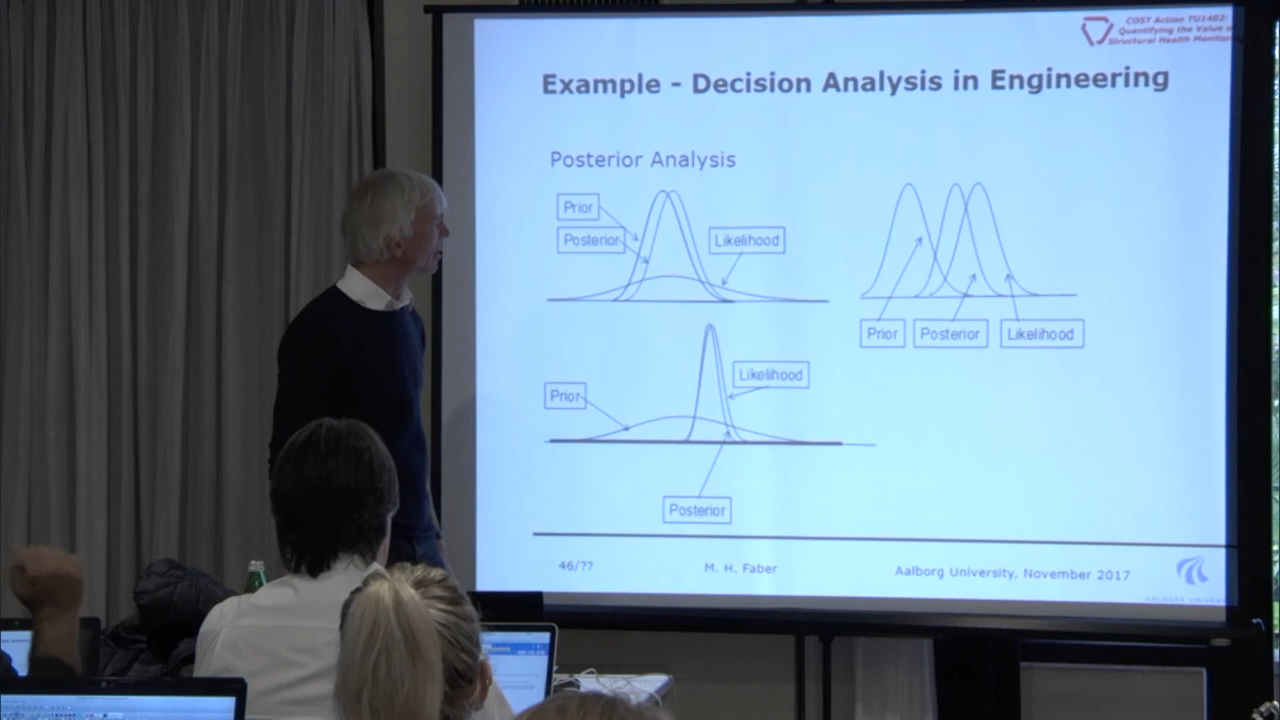 COST Action TU1402:
Quantifying the Value of
Structural Health Monitoring
Example - Decision Analysis in Engineering
Posterior Analysis
Prior
Posterior
Likelihood
Prior
Posterior
Likelihood
Likelihood
Prior
Posterior
46/??
M. H. Faber
Aalborg University, November 2017